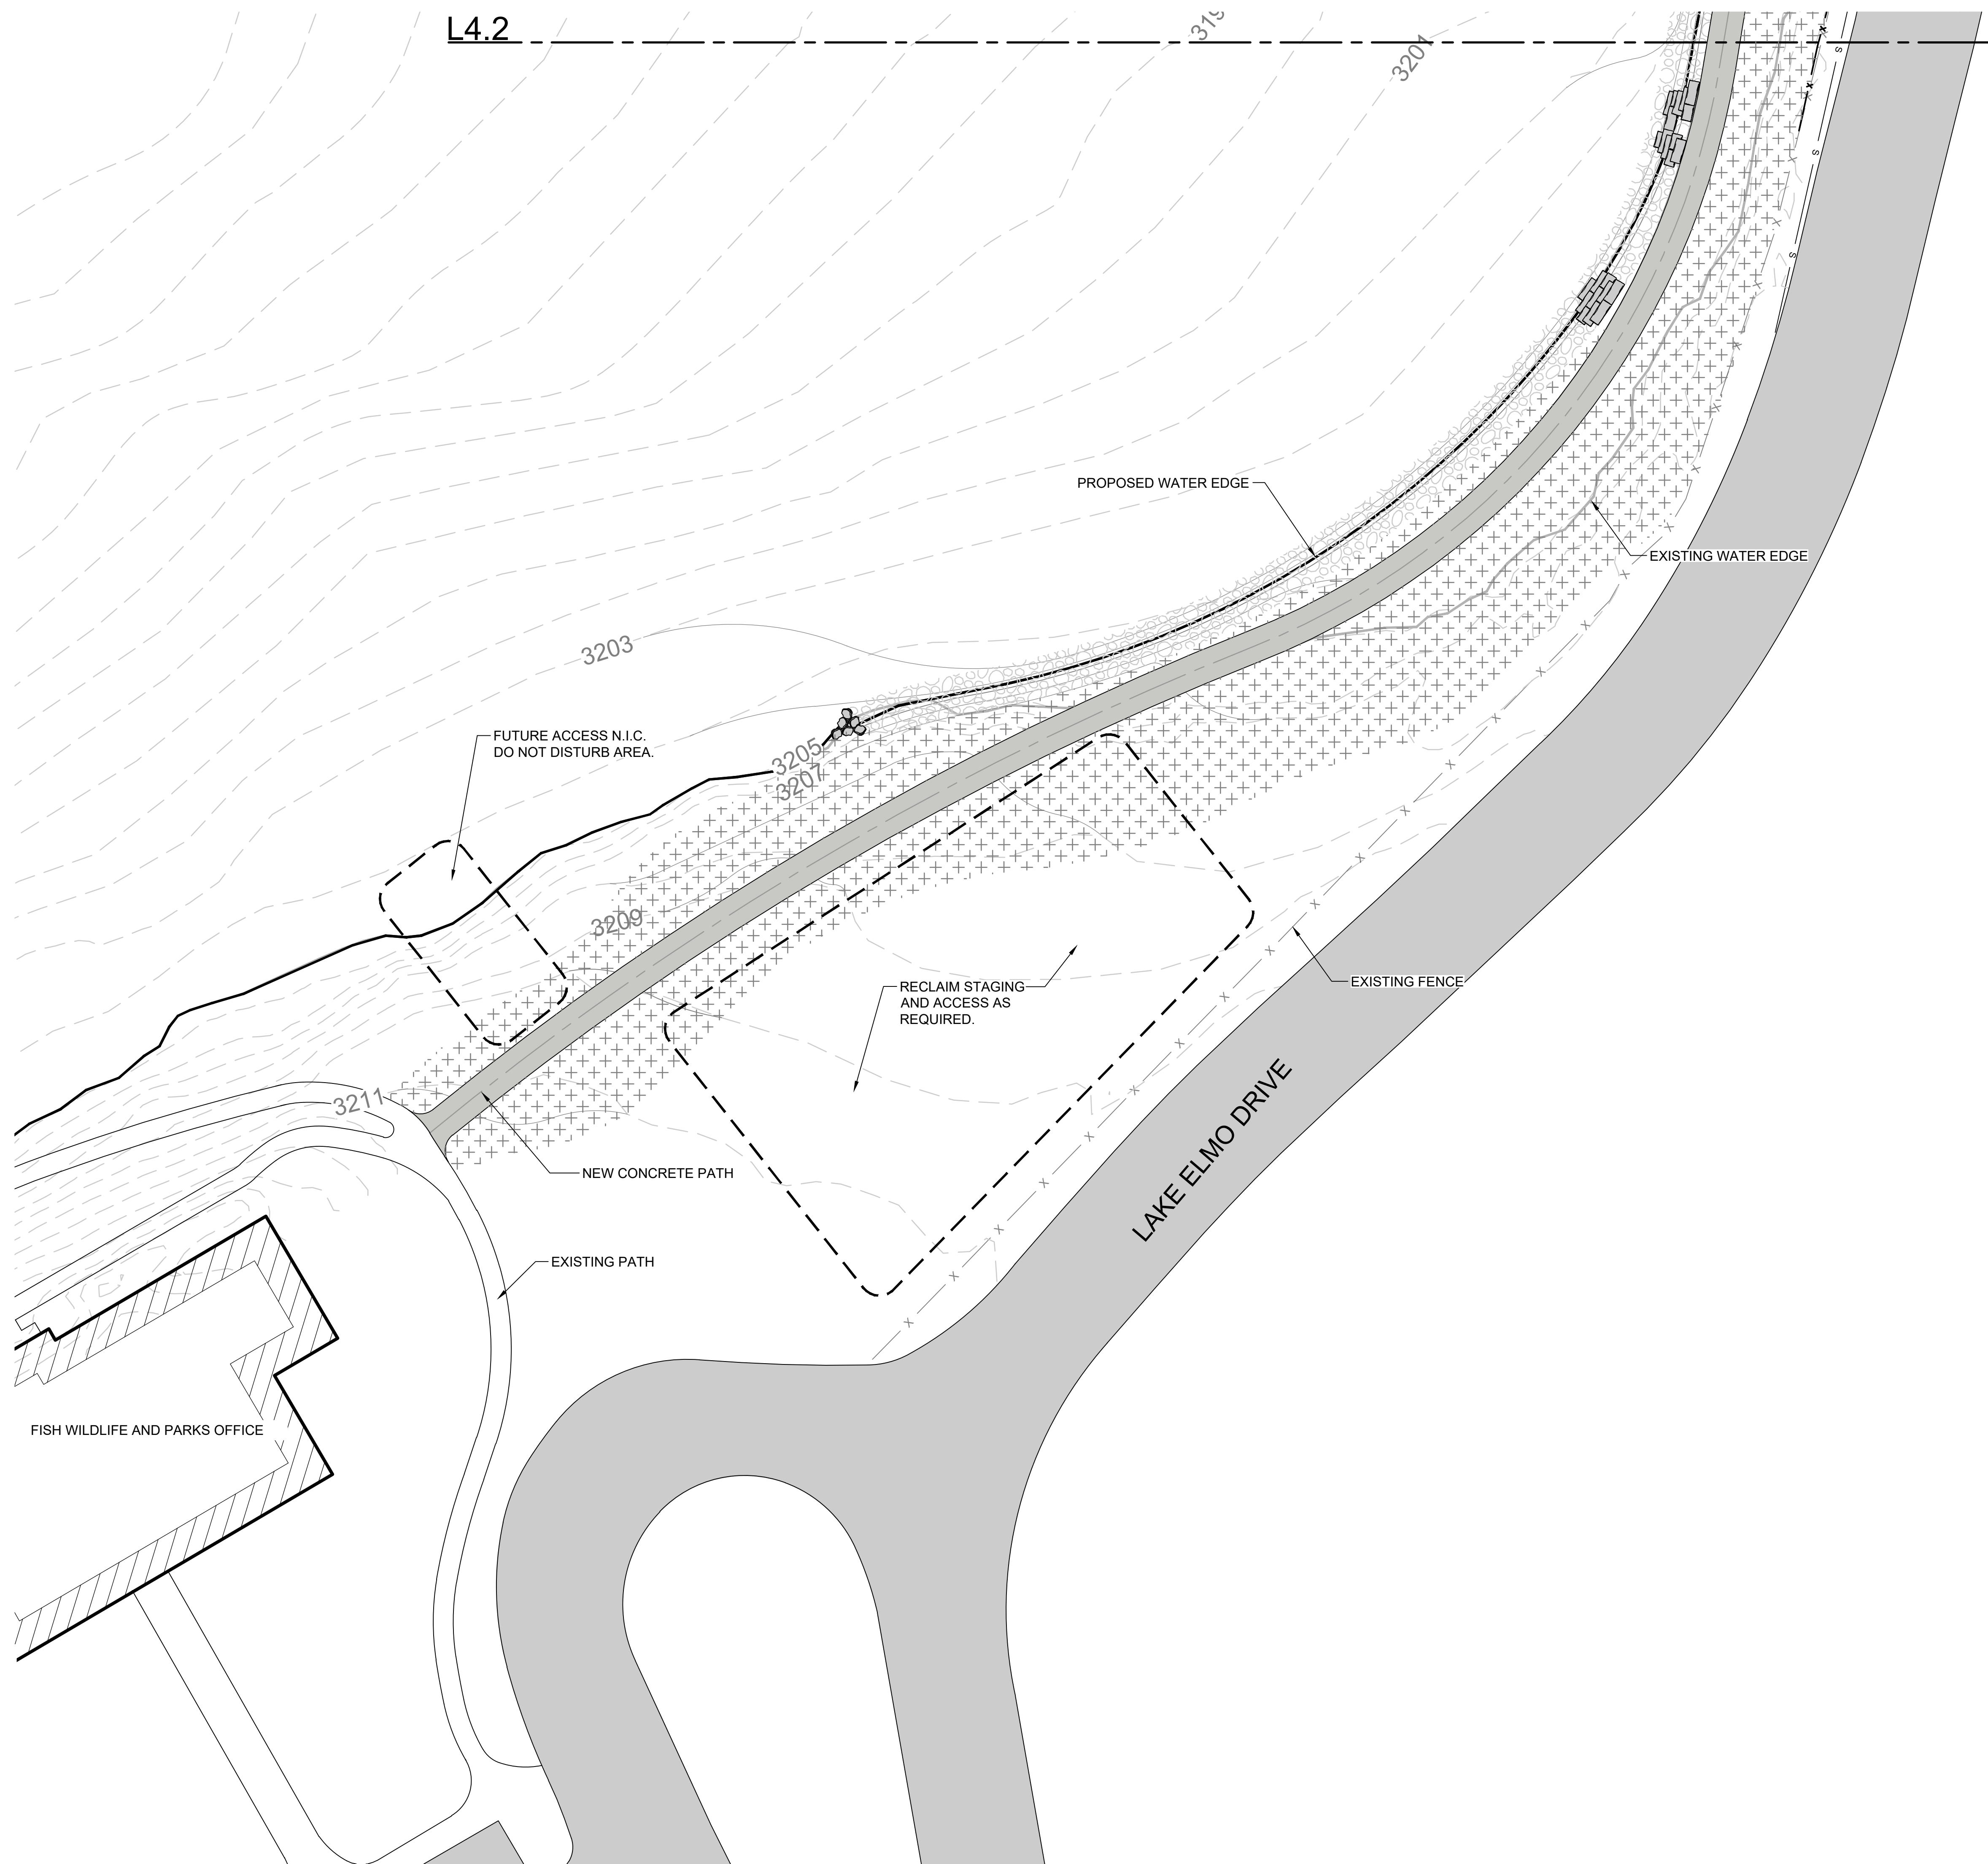 L4.2
3201
PROPOSED WATER EDGE
EXISTING WATER EDGE
3203
FUTURE ACCESS N.I.C.
DO NOT DISTURB AREA.
3205
3207
3209
RECLAIM STAGING
AND ACCESS AS
REQUIRED.
EXISTING FENCE
3211
NEW CONCRETE PATH
LAKE ELMO DRIVE
EXISTING PATH
FISH WILDLIFE AND PARKS OFFICE
S
S
S